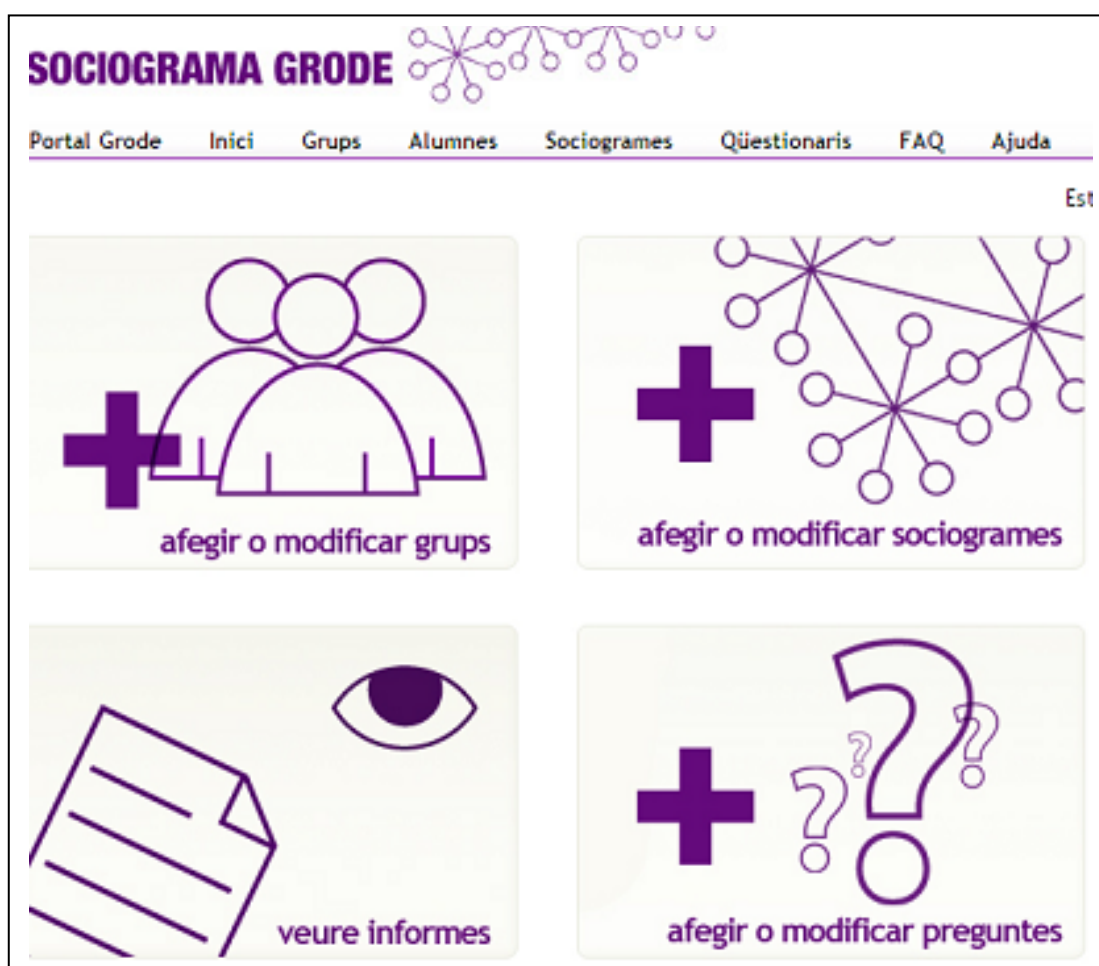 SOCIOGRAMA GRODE
Portal Grode Inici Grups Alumnes Sociogrames Qüestionaris FAQ Ajuda
Est
afegir o modificar grups
afegir o modificar sociogrames
veure informes
afegir o modificar preguntes